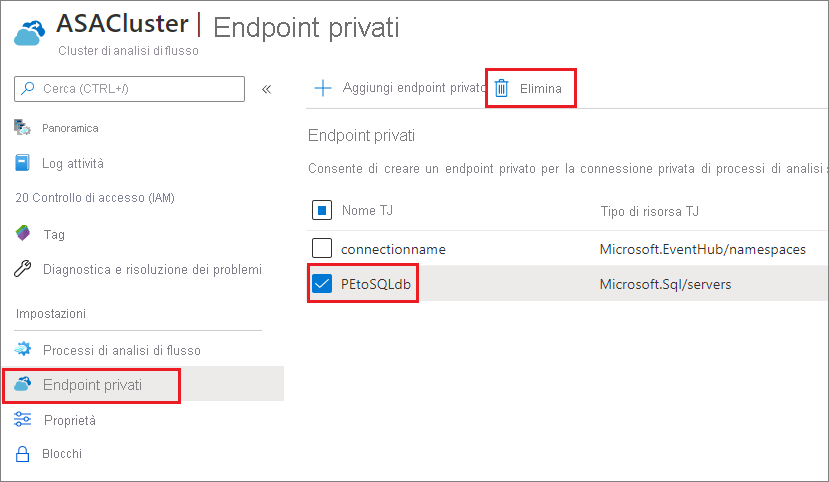 ASACluster | Endpoint privati
Cluster di analisi di flusso
Cerca (CTRL+/)
«
Panoramica
Log attività
20 Controllo di accesso (IAM)
Tag
Diagnostica e risoluzione dei problemi
Impostazioni
Processi di analisi di flusso
Endpoint privati
Proprietà
Blocchi
Aggiungi endpoint privato
Elimina
Endpoint privati
Consente di creare un endpoint privato per la connessione privata di processi di analisi s
Nome TJ Tipo di risorsa TJ
connectionname Microsoft.EventHub/namespaces
PEtoSQLdb Microsoft.Sql/servers